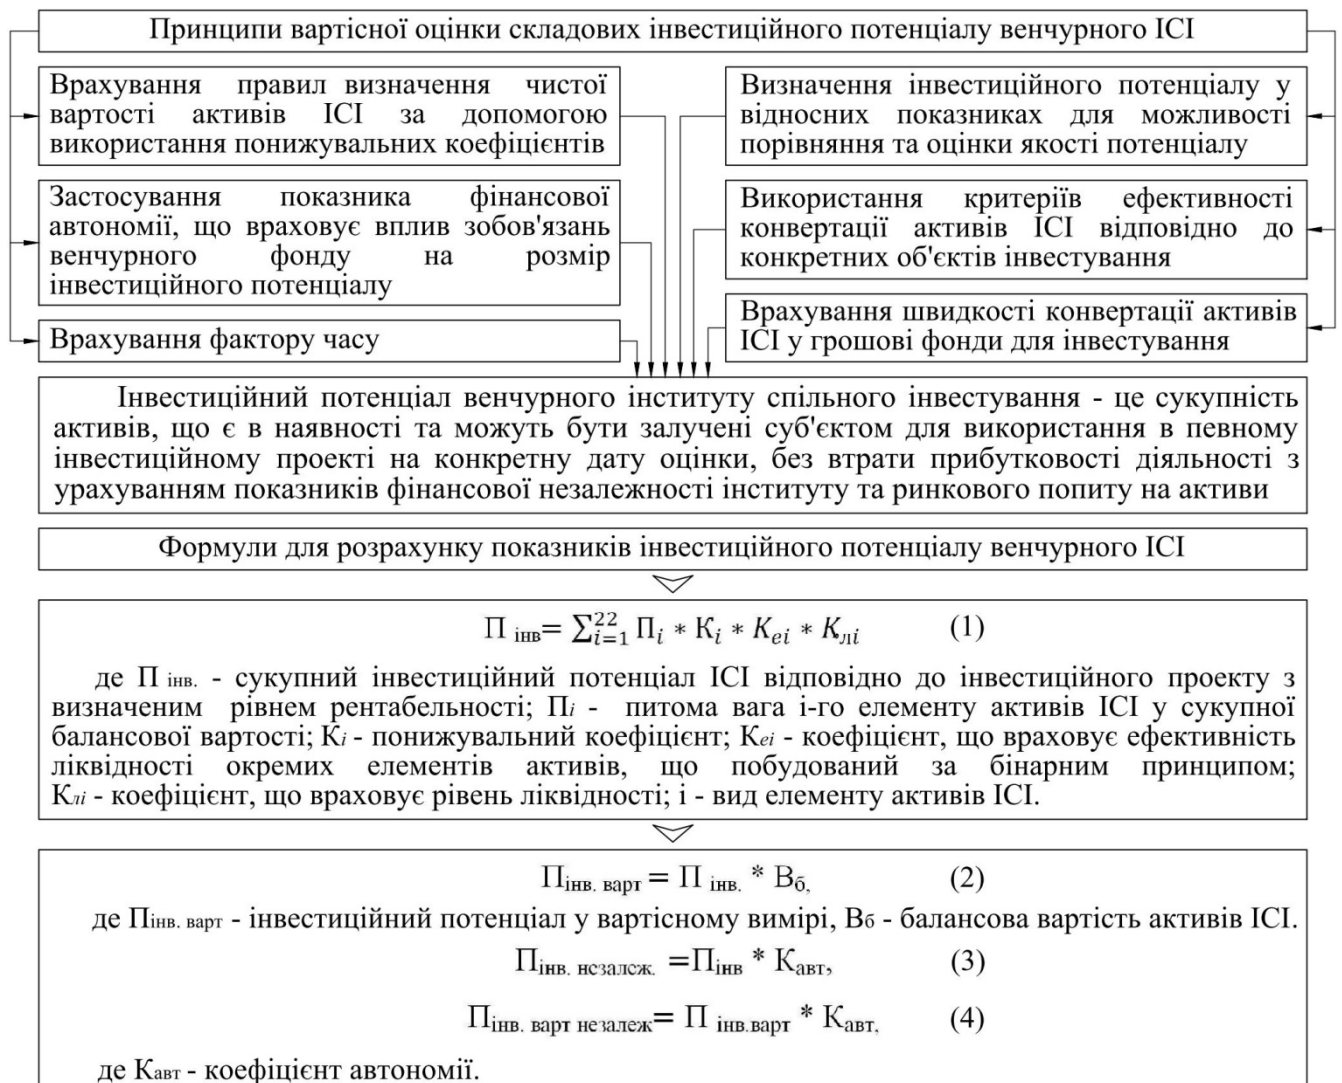 Принципи вартісної оцінки складових інвестиційного потенціалу венчурного ІСІ
Врахування правил визначення чистої
вартості активів ІСІ за допомогою
використання понижувальних коефіцієнтів
Застосування показника фінансової
автономії, що враховує вплив зобов'язань
венчурного фонду на розмір
інвестиційного потенціалу
Врахування фактору часу
Визначення інвестиційного потенціалу у
відносних показниках для можливості
порівняння та оцінки якості потенціалу
Використання критеріїв ефективності
конвертації активів ІСІ відповідно до
конкретних об'єктів інвестування
Врахування швидкості конвертації активів
ІСІ у грошові фонди для інвестування
Інвестиційний потенціал венчурного інституту спільного інвестування - це сукупність
активів, що є в наявності та можуть бути залучені суб'єктом для використання в певному
інвестиційному проекті на конкретну дату оцінки, без втрати прибутковості діяльності з
урахуванням показників фінансової незалежності інституту та ринкового попиту на активи
Формули для розрахунку показників інвестиційного потенціалу венчурного ІСІ
П інв= ∑²²ᵢ₌₁ Пᵢ * Кᵢ * Kei * Kлi (1)
де П інв. - сукупний інвестиційний потенціал ІСІ відповідно до інвестиційного проекту з
визначеним рівнем рентабельності; Пi - питома вага і-го елементу активів ІСІ у сукупної
балансової вартості; Кi - понижувальний коефіцієнт; Кei - коефіцієнт, що враховує ефективність
ліквідності окремих елементів активів, що побудований за бінарним принципом;
Клi - коефіцієнт, що враховує рівень ліквідності; і - вид елементу активів ІСІ.
Пінв. варт = П інв. * Вб, (2)
де Пінв. варт - інвестиційний потенціал у вартісному вимірі, Вб - балансова вартість активів ІСІ.
Пінв. незалеж. =Пінв * Кавт, (3)
Пінв. варт незалеж= П інв.варт * Кавт, (4)
де Кавт - коефіцієнт автономії.